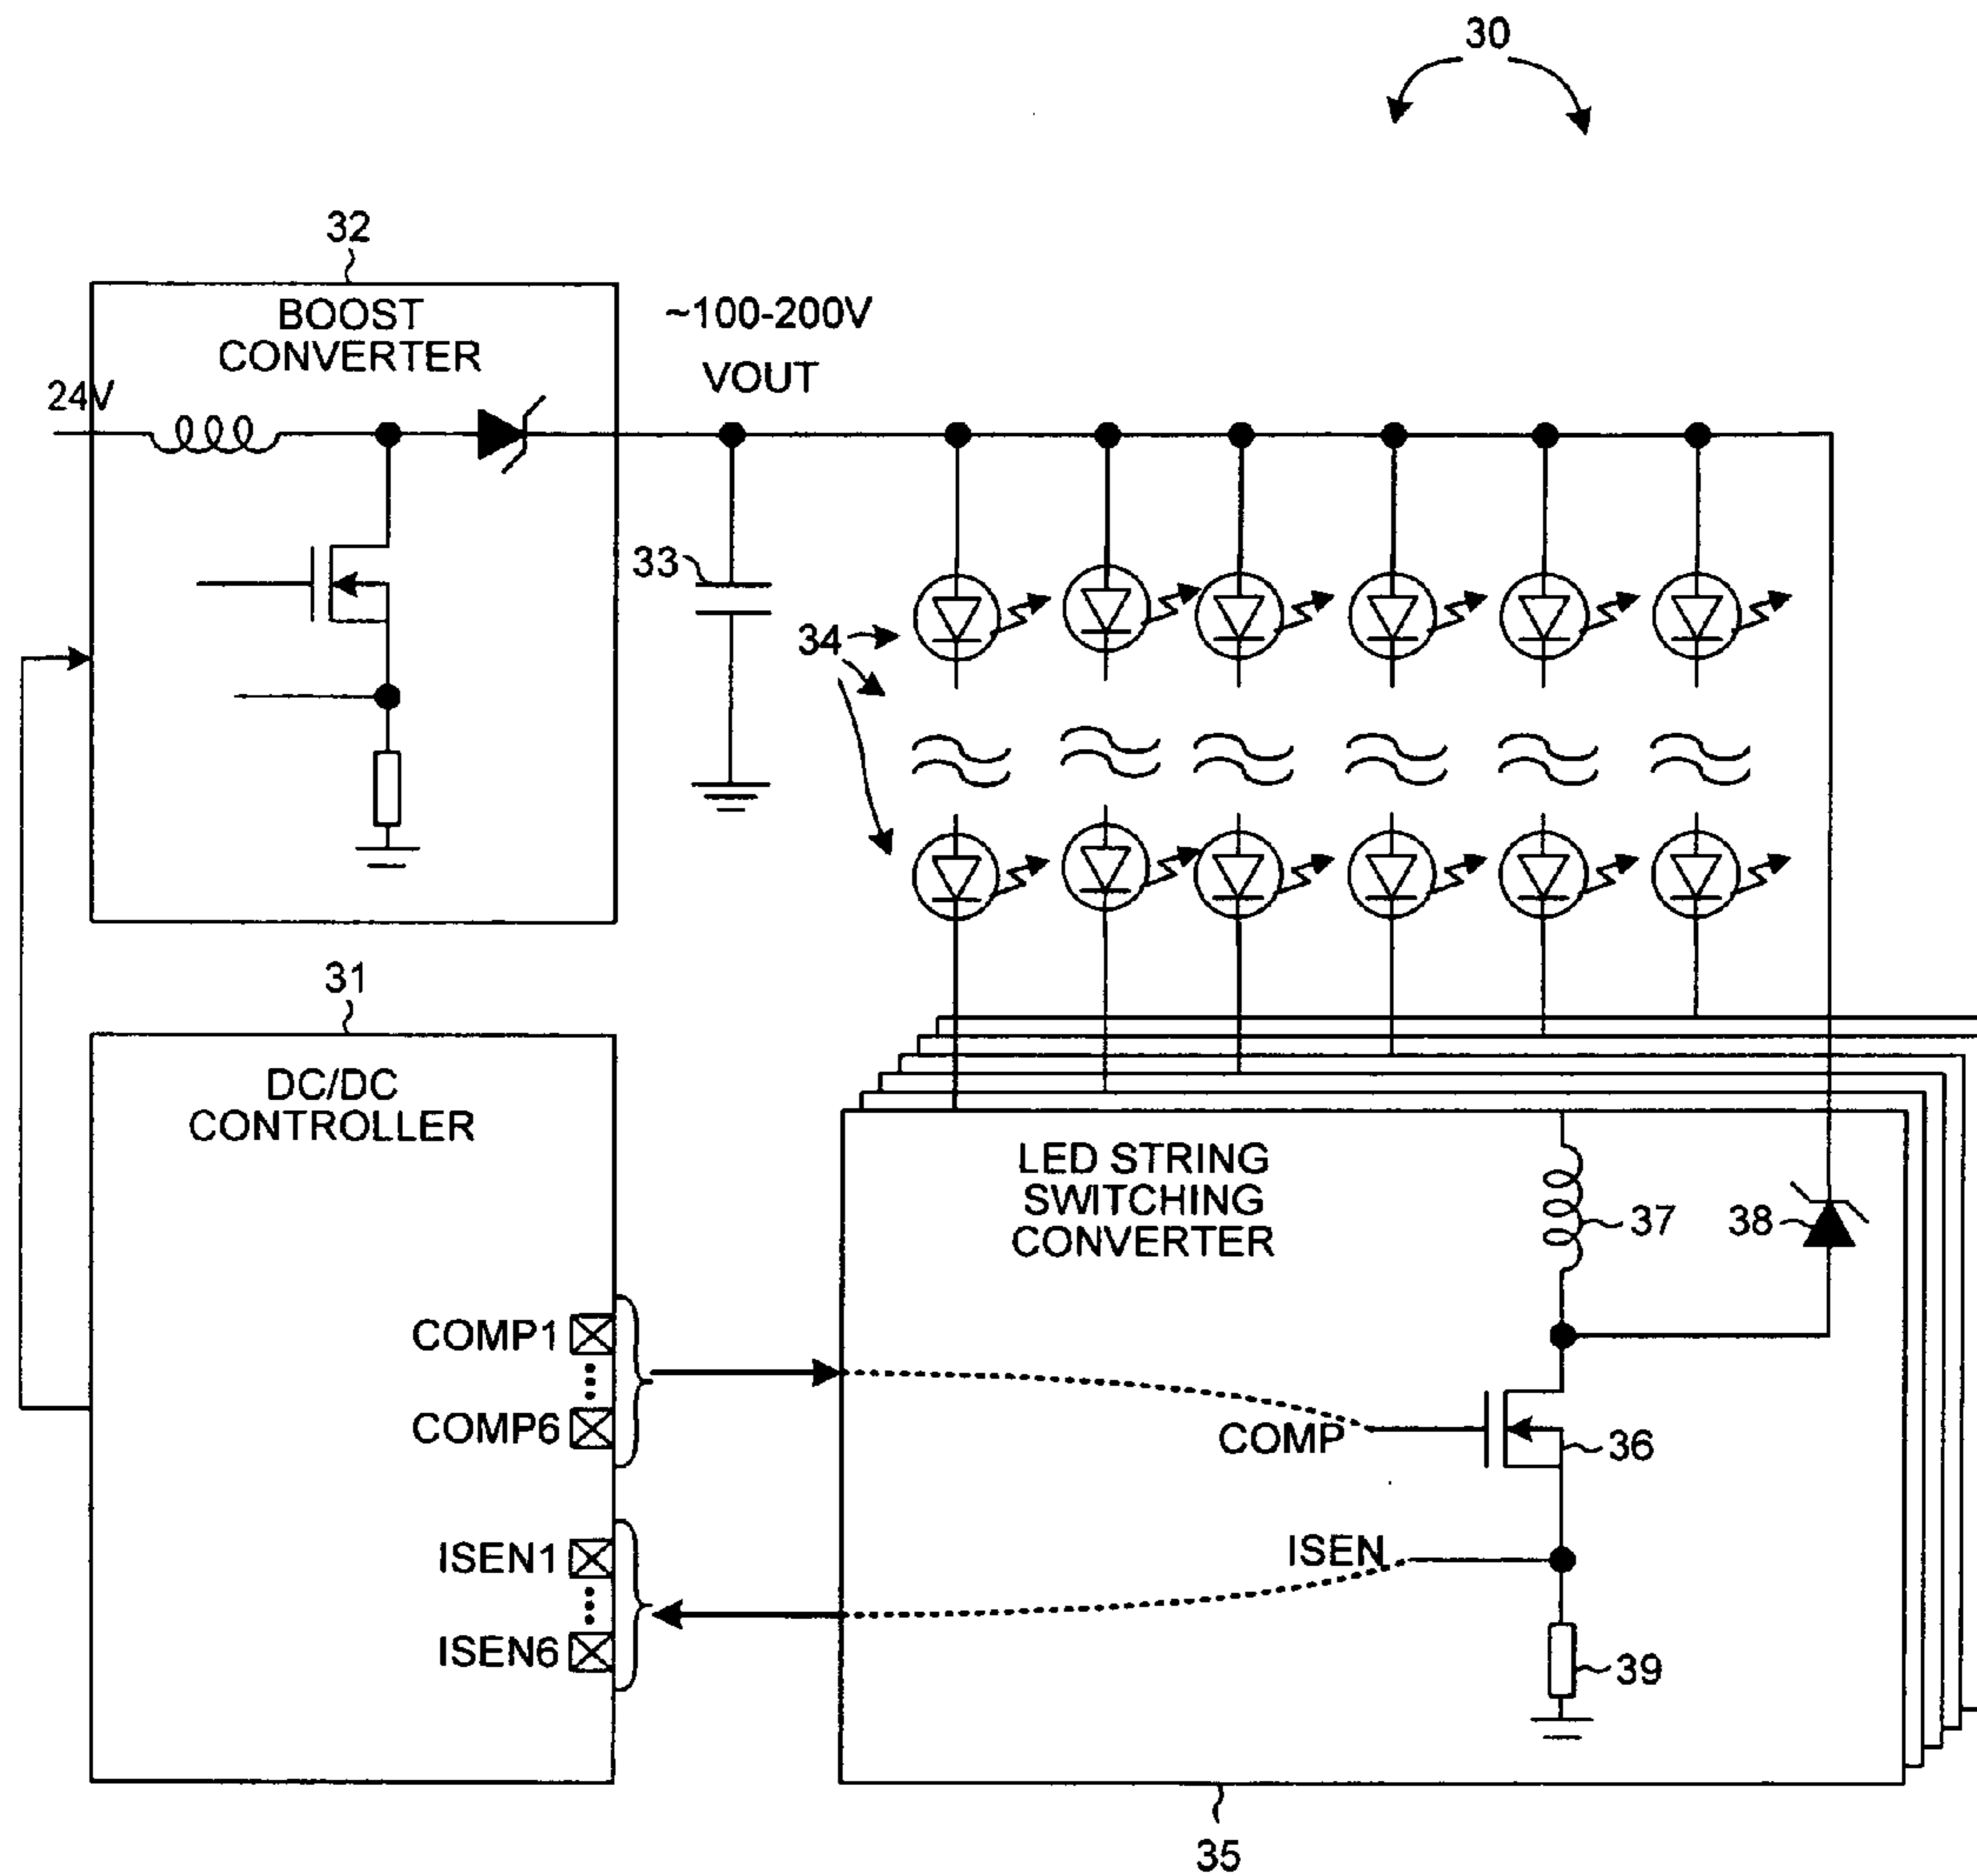 30
32
BOOST
CONVERTER
~100-200V
VOUT
24V
33
34
31
DC/DC
CONTROLLER
LED STRING
SWITCHING
CONVERTER
37
38
COMP1
COMP6
COMP
36
ISEN1
ISEN
ISEN6
39
35